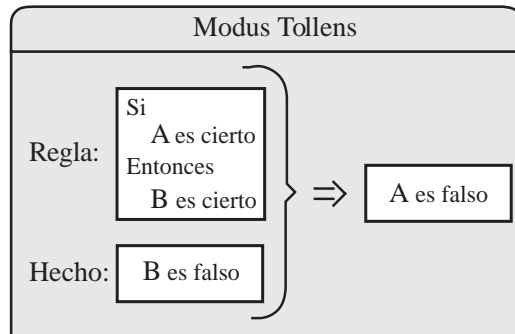 Modus Tollens
Regla:
Si
A es cierto
Entonces
B es cierto
⇒
A es falso
Hecho:
B es falso